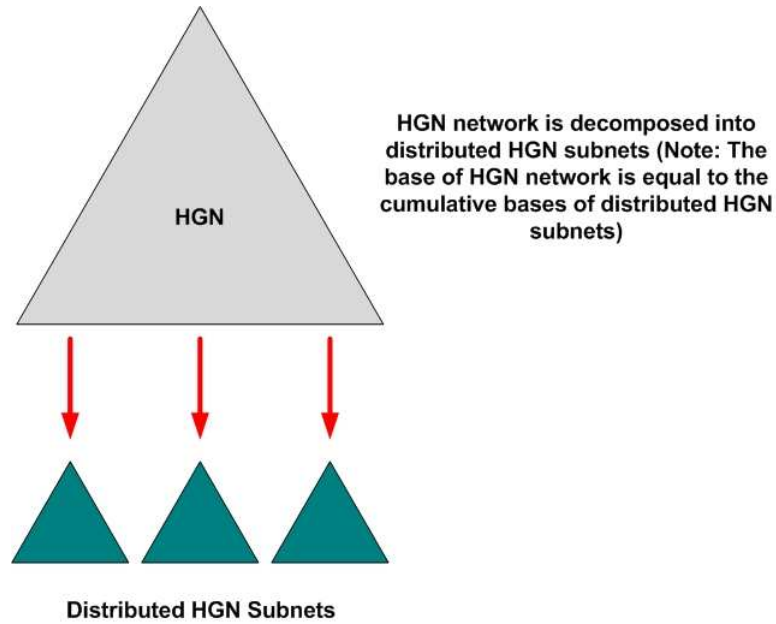 HGN network is decomposed into
distributed HGN subnets (Note: The
base of HGN network is equal to the
cumulative bases of distributed HGN
subnets)
HGN
Distributed HGN Subnets